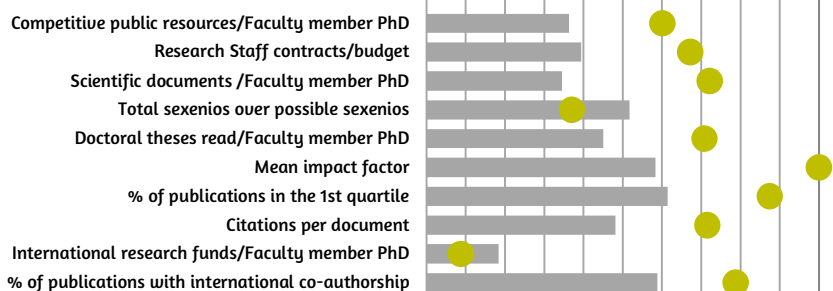 Competitive public resources/Faculty member PhD
Research Staff contracts/budget
Scientific documents /Faculty member PhD
Total sexenios over possible sexenios
Doctoral theses read/Faculty member PhD
Mean impact factor
% of publications in the 1st quartile
Citations per document
International research funds/Faculty member PhD
% of publications with international co-authorship